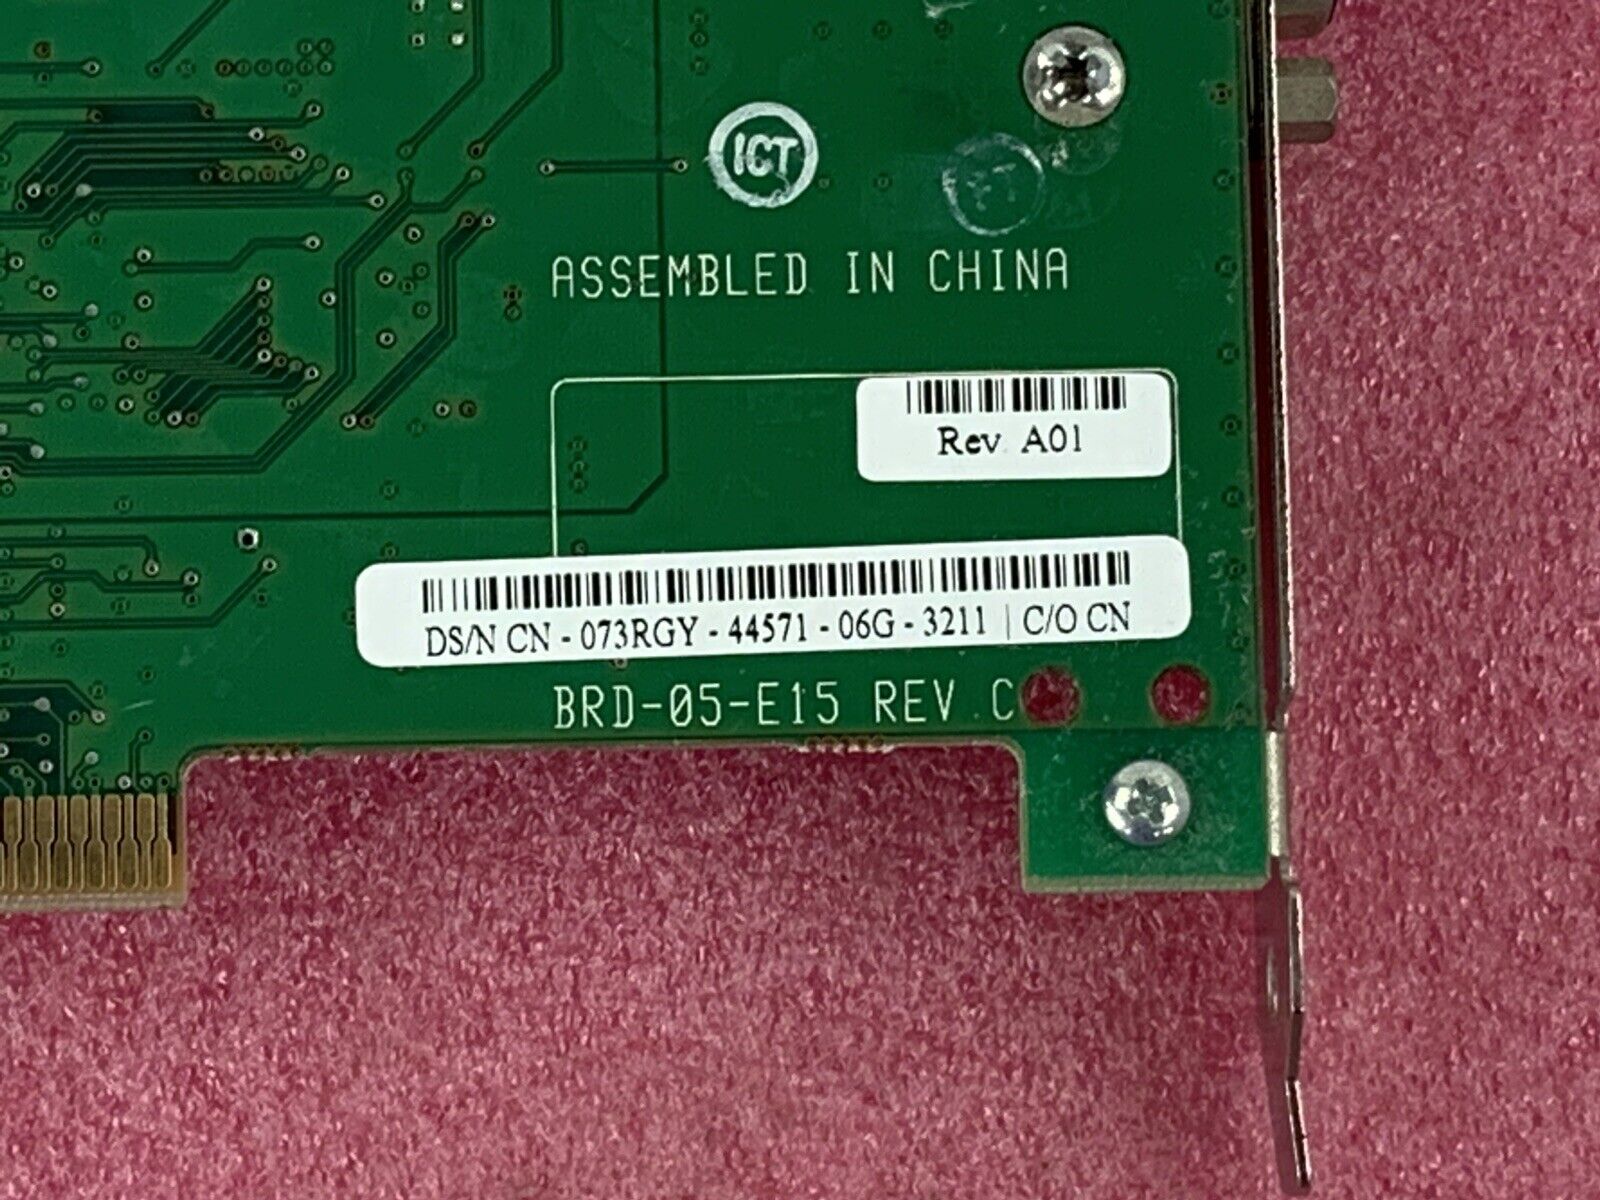 ICT
ASSEMBLED IN CHINA
Rev A01
DS/N CN - 073RGY - 44571 - 06G - 3211 | C/O CN
BRD-05-E15 REV C